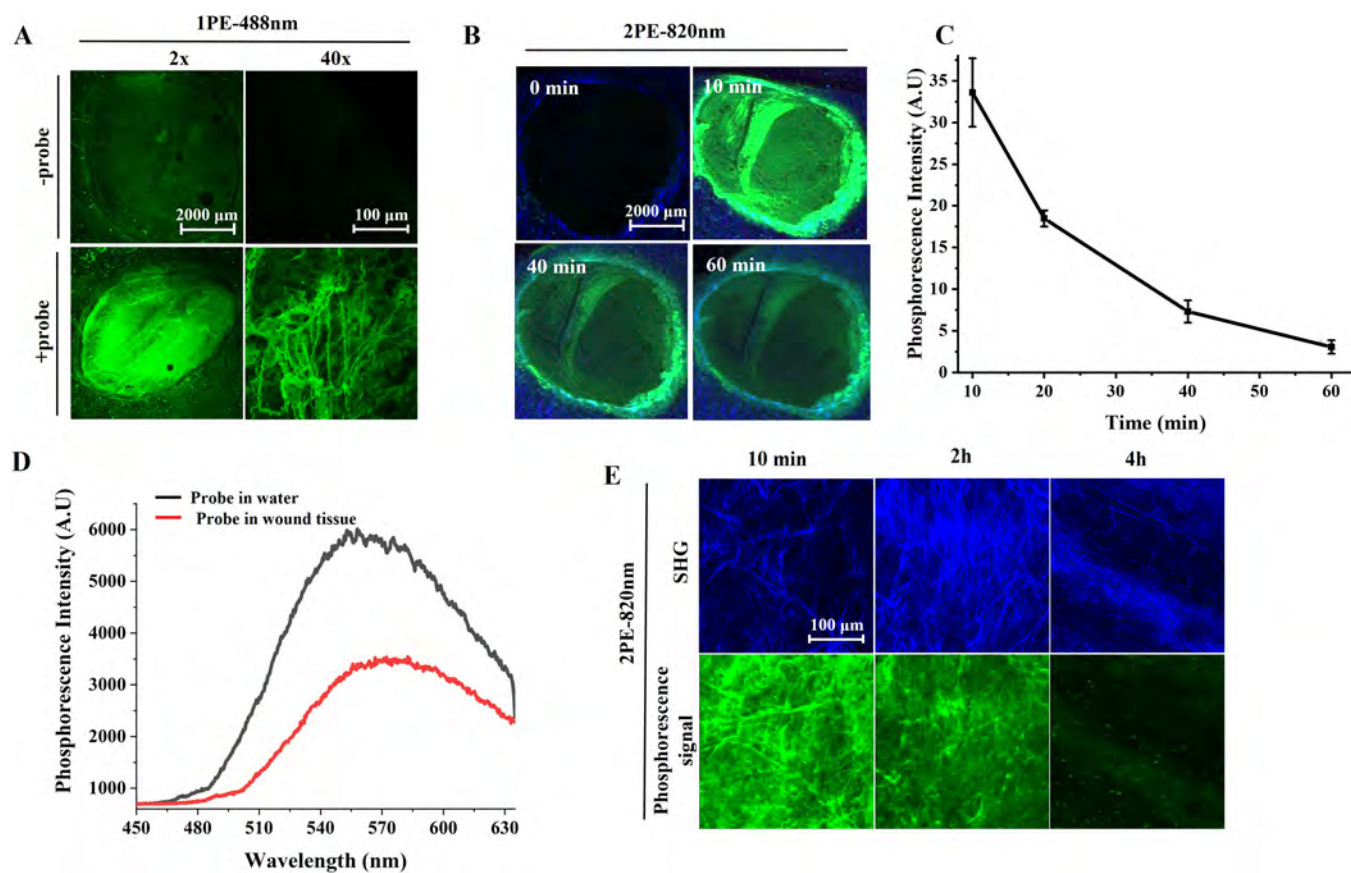 A
1PE-488nm
2x
40x
-probe
+probe
2000 µm
100 µm
B
2PE-820nm
0 min
10 min
2000 µm
40 min
60 min
C
Phosphorescence Intensity (A.U)
35
30
25
20
15
10
5
0
10
20
30
40
50
60
Time (min)
D
Phosphorescence Intensity (A.U
Probe in water
Probe in wound tissue
6000
5000
4000
3000
2000
1000
450
480
510
540
570
600
630
Wavelength (nm)
E
10 min
2h
4h
2PE-820nm
SHG
100 µm
Phosphorescence
signal